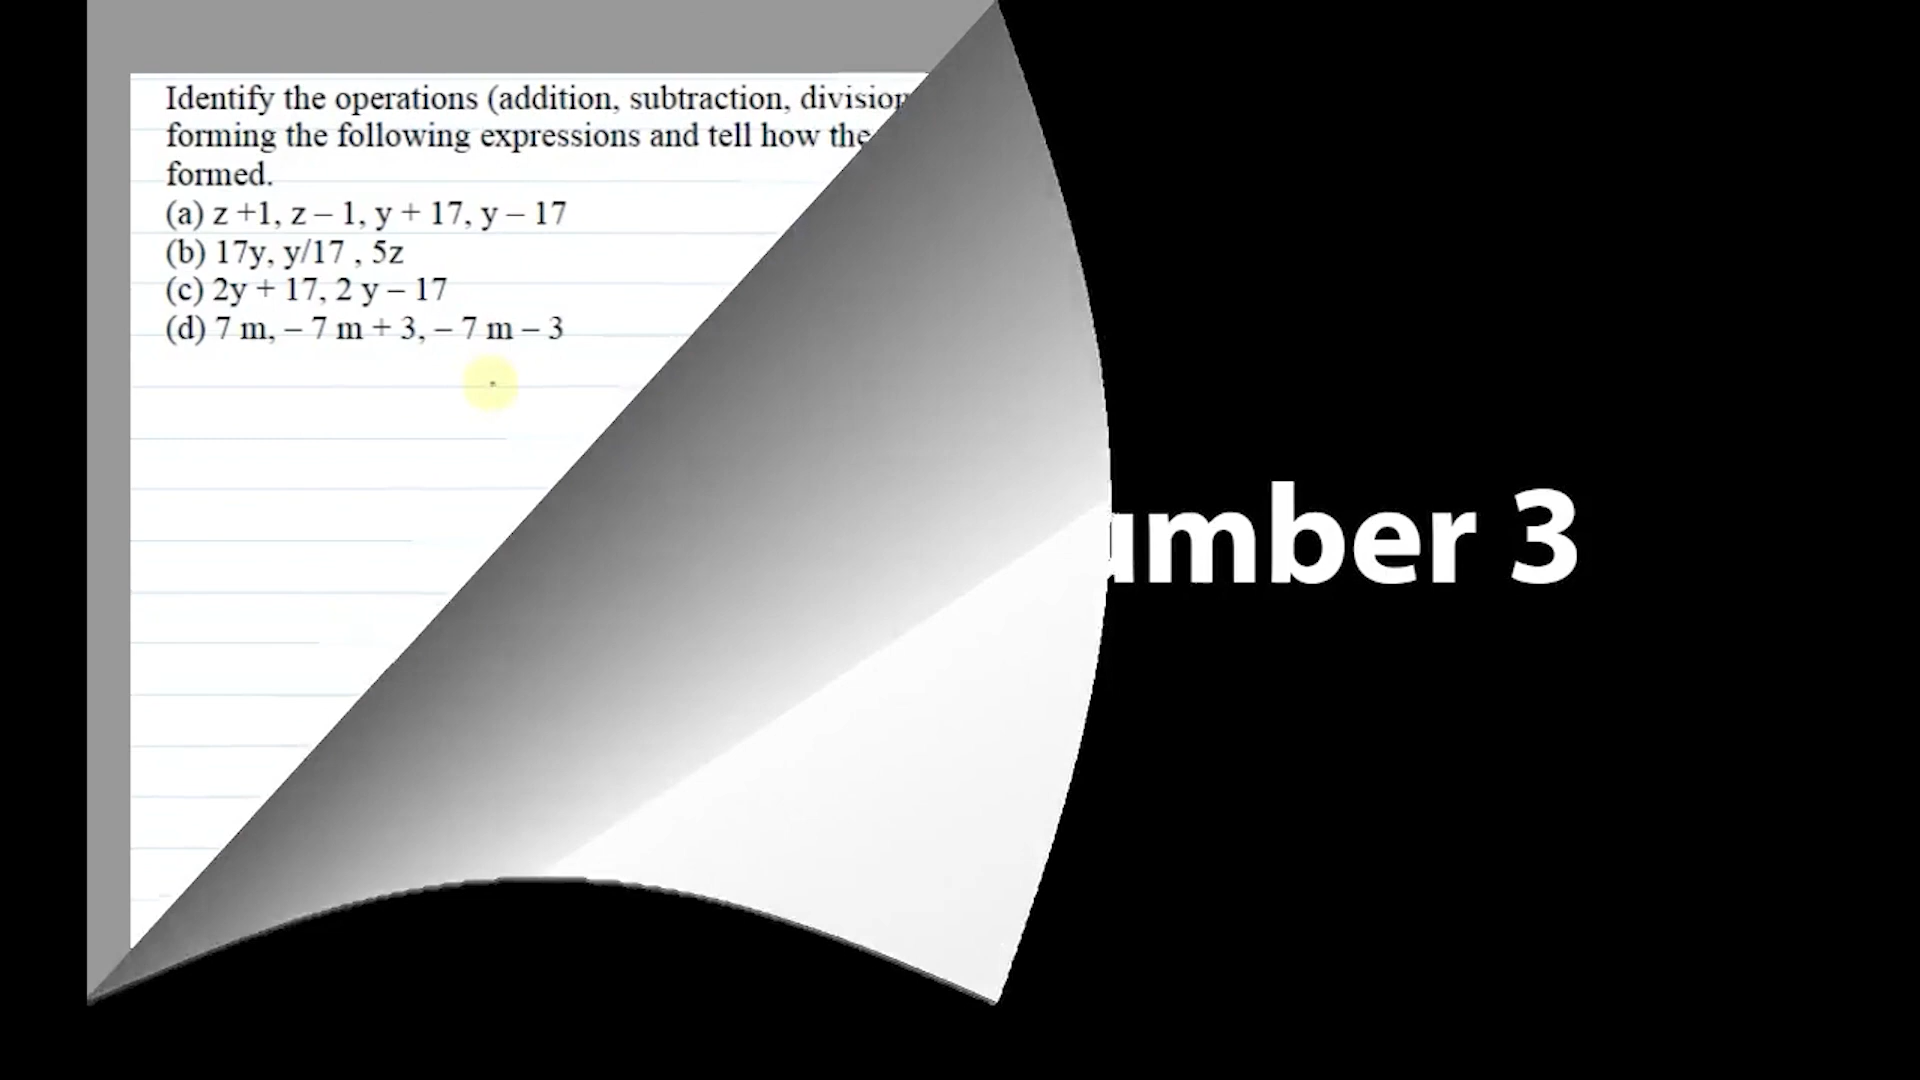 Identify the operations (addition, subtraction, division
forming the following expressions and tell how the
formed.
(a) z +1, z – 1, y + 17, y – 17
(b) 17y, y/17 , 5z
(c) 2y + 17, 2 y – 17
(d) 7 m, – 7 m + 3, – 7 m – 3
umber 3